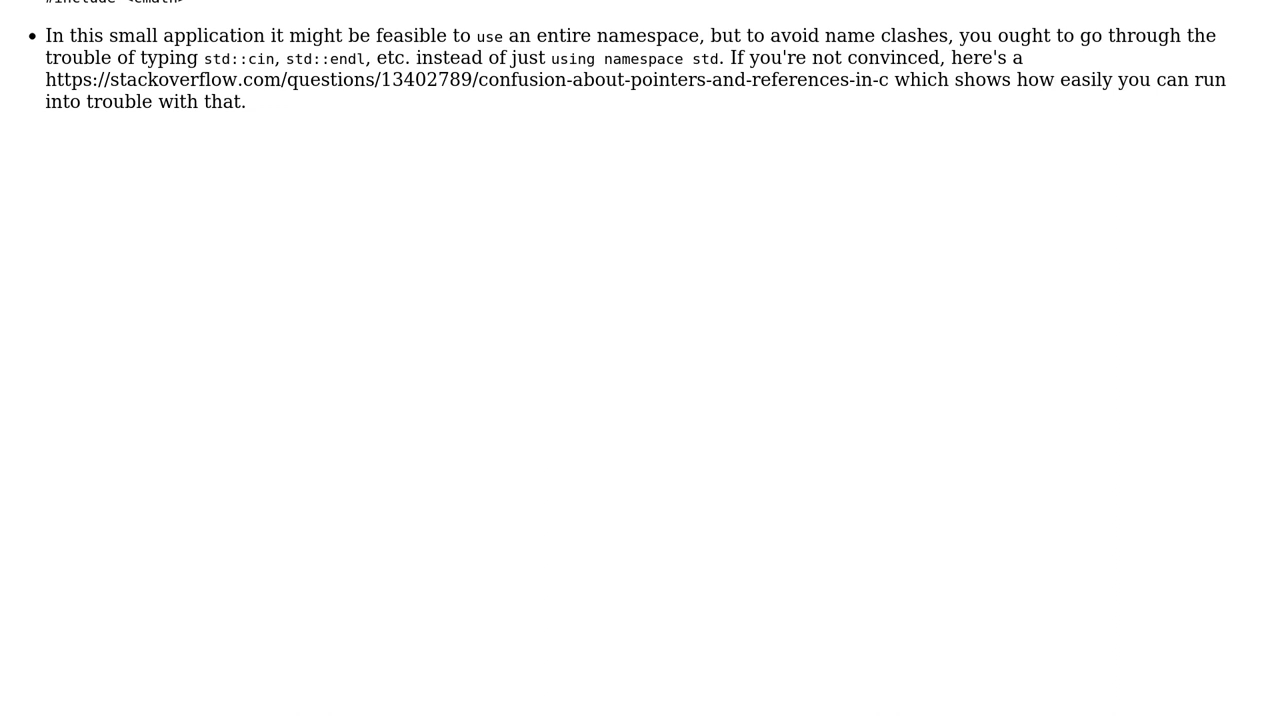 #include <cmath>
• In this small application it might be feasible to use an entire namespace, but to avoid name clashes, you ought to go through the
trouble of typing std::cin, std::endl, etc. instead of just using namespace std. If you're not convinced, here's a
https://stackoverflow.com/questions/13402789/confusion-about-pointers-and-references-in-c which shows how easily you can run
into trouble with that.